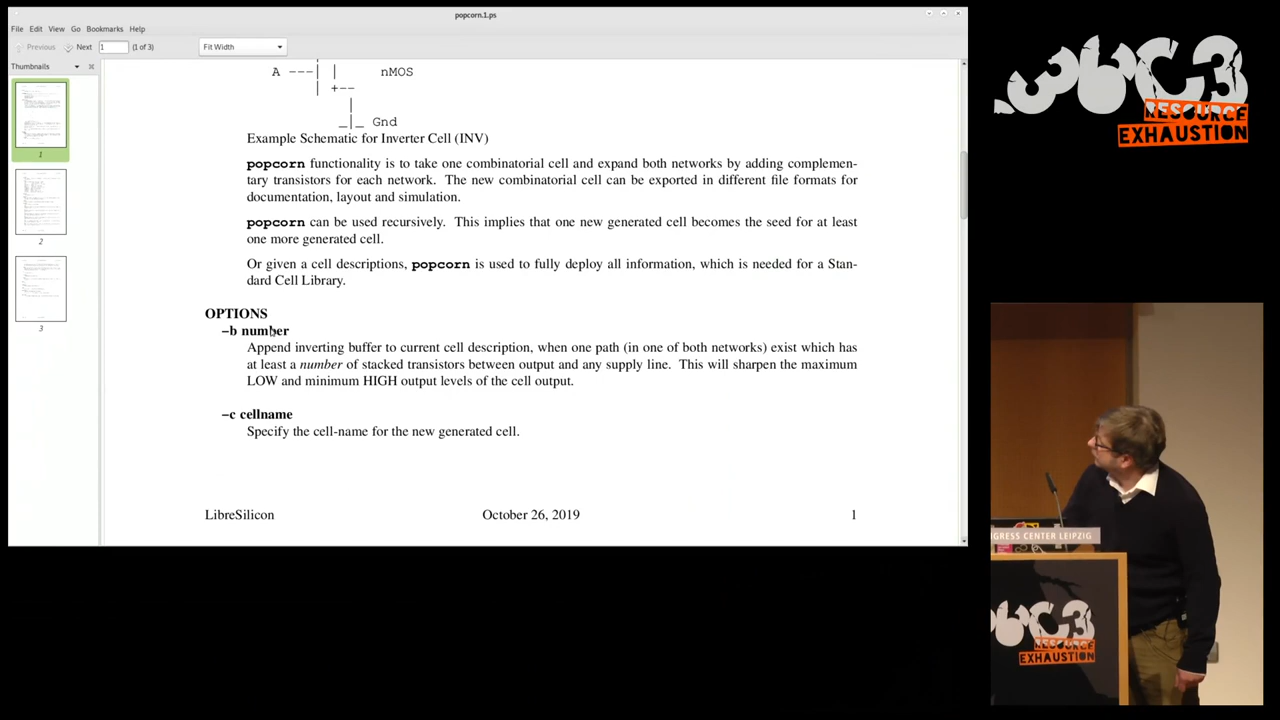 popcorn.1.ps
File Edit View Go Bookmarks Help
Previous Next 1 (1 of 3) Fit Width
Thumbnails
1
2
3
A ---| | nMOS
| +--
|
_|_ Gnd
Example Schematic for Inverter Cell (INV)
popcorn functionality is to take one combinatorial cell and expand both networks by adding complemen-
tary transistors for each network. The new combinatorial cell can be exported in different file formats for
documentation, layout and simulation.
popcorn can be used recursively. This implies that one new generated cell becomes the seed for at least
one more generated cell.
Or given a cell descriptions, popcorn is used to fully deploy all information, which is needed for a Stan-
dard Cell Library.
OPTIONS
–b number
Append inverting buffer to current cell description, when one path (in one of both networks) exist which has
at least a number of stacked transistors between output and any supply line. This will sharpen the maximum
LOW and minimum HIGH output levels of the cell output.
–c cellname
Specify the cell-name for the new generated cell.
LibreSilicon October 26, 2019 1
36C3
RESOURCE
EXHAUSTION
NGRESS CENTER LEIPZIG
36C3
RESOURCE
EXHAUSTION